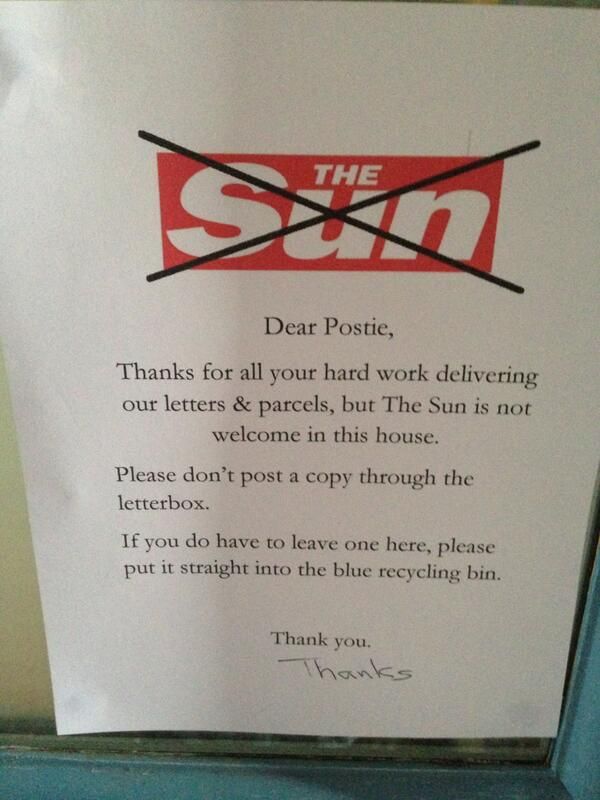 THE
Sun
Dear Postie,
Thanks for all your hard work delivering
our letters & parcels, but The Sun is not
welcome in this house.
Please don't post a copy through the
letterbox.
If you do have to leave one here, please
put it straight into the blue recycling bin.
Thank you.
Thanks